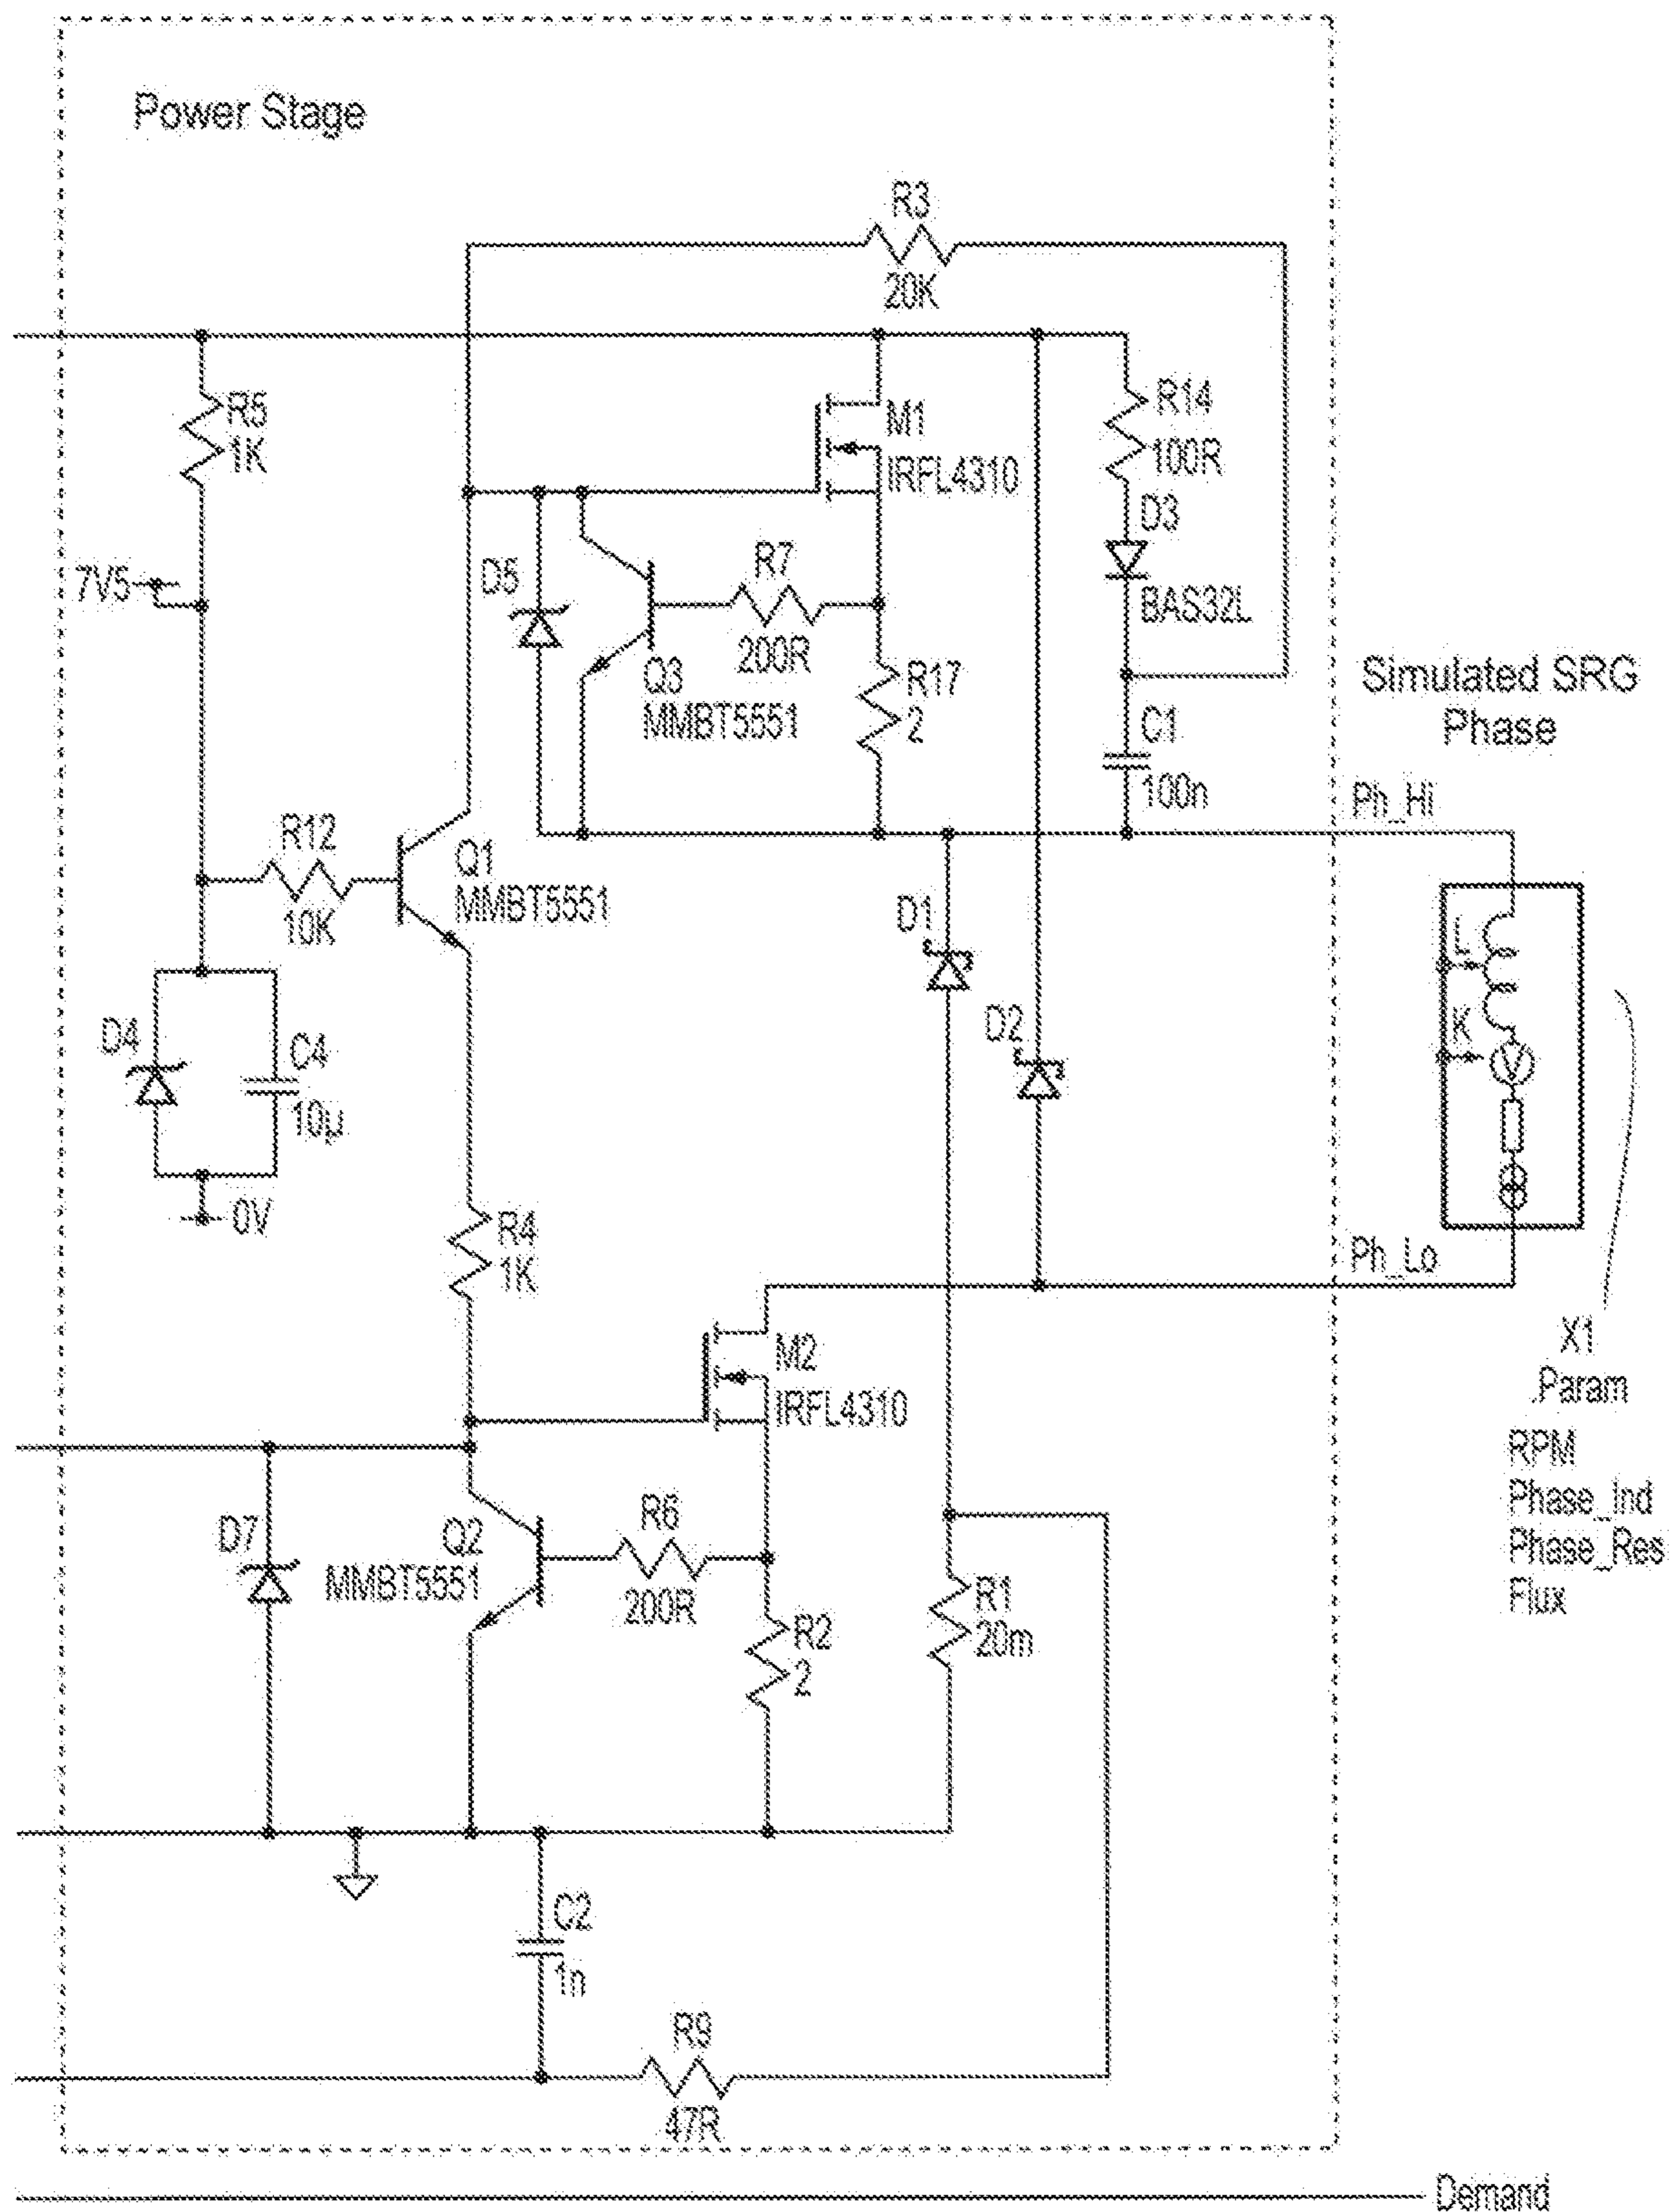 Power Stage
R3
20K
R5
1K
M1
IRFL4310
R14
100R
D3
BAS32L
7V5
D5
R7
200R
Q3
MMBT5551
R17
2
C1
100n
Simulated SRG
Phase
Ph_Hi
R12
10K
Q1
MMBT5551
D1
L
D4
C4
10µ
D2
K
V
0V
R4
1K
Ph_Lo
M2
IRFL4310
X1
.Param
RPM
Phase_Ind
Phase_Res
Flux
D7
Q2
MMBT5551
R6
200R
R2
2
R1
20m
C2
1n
R9
47R
Demand